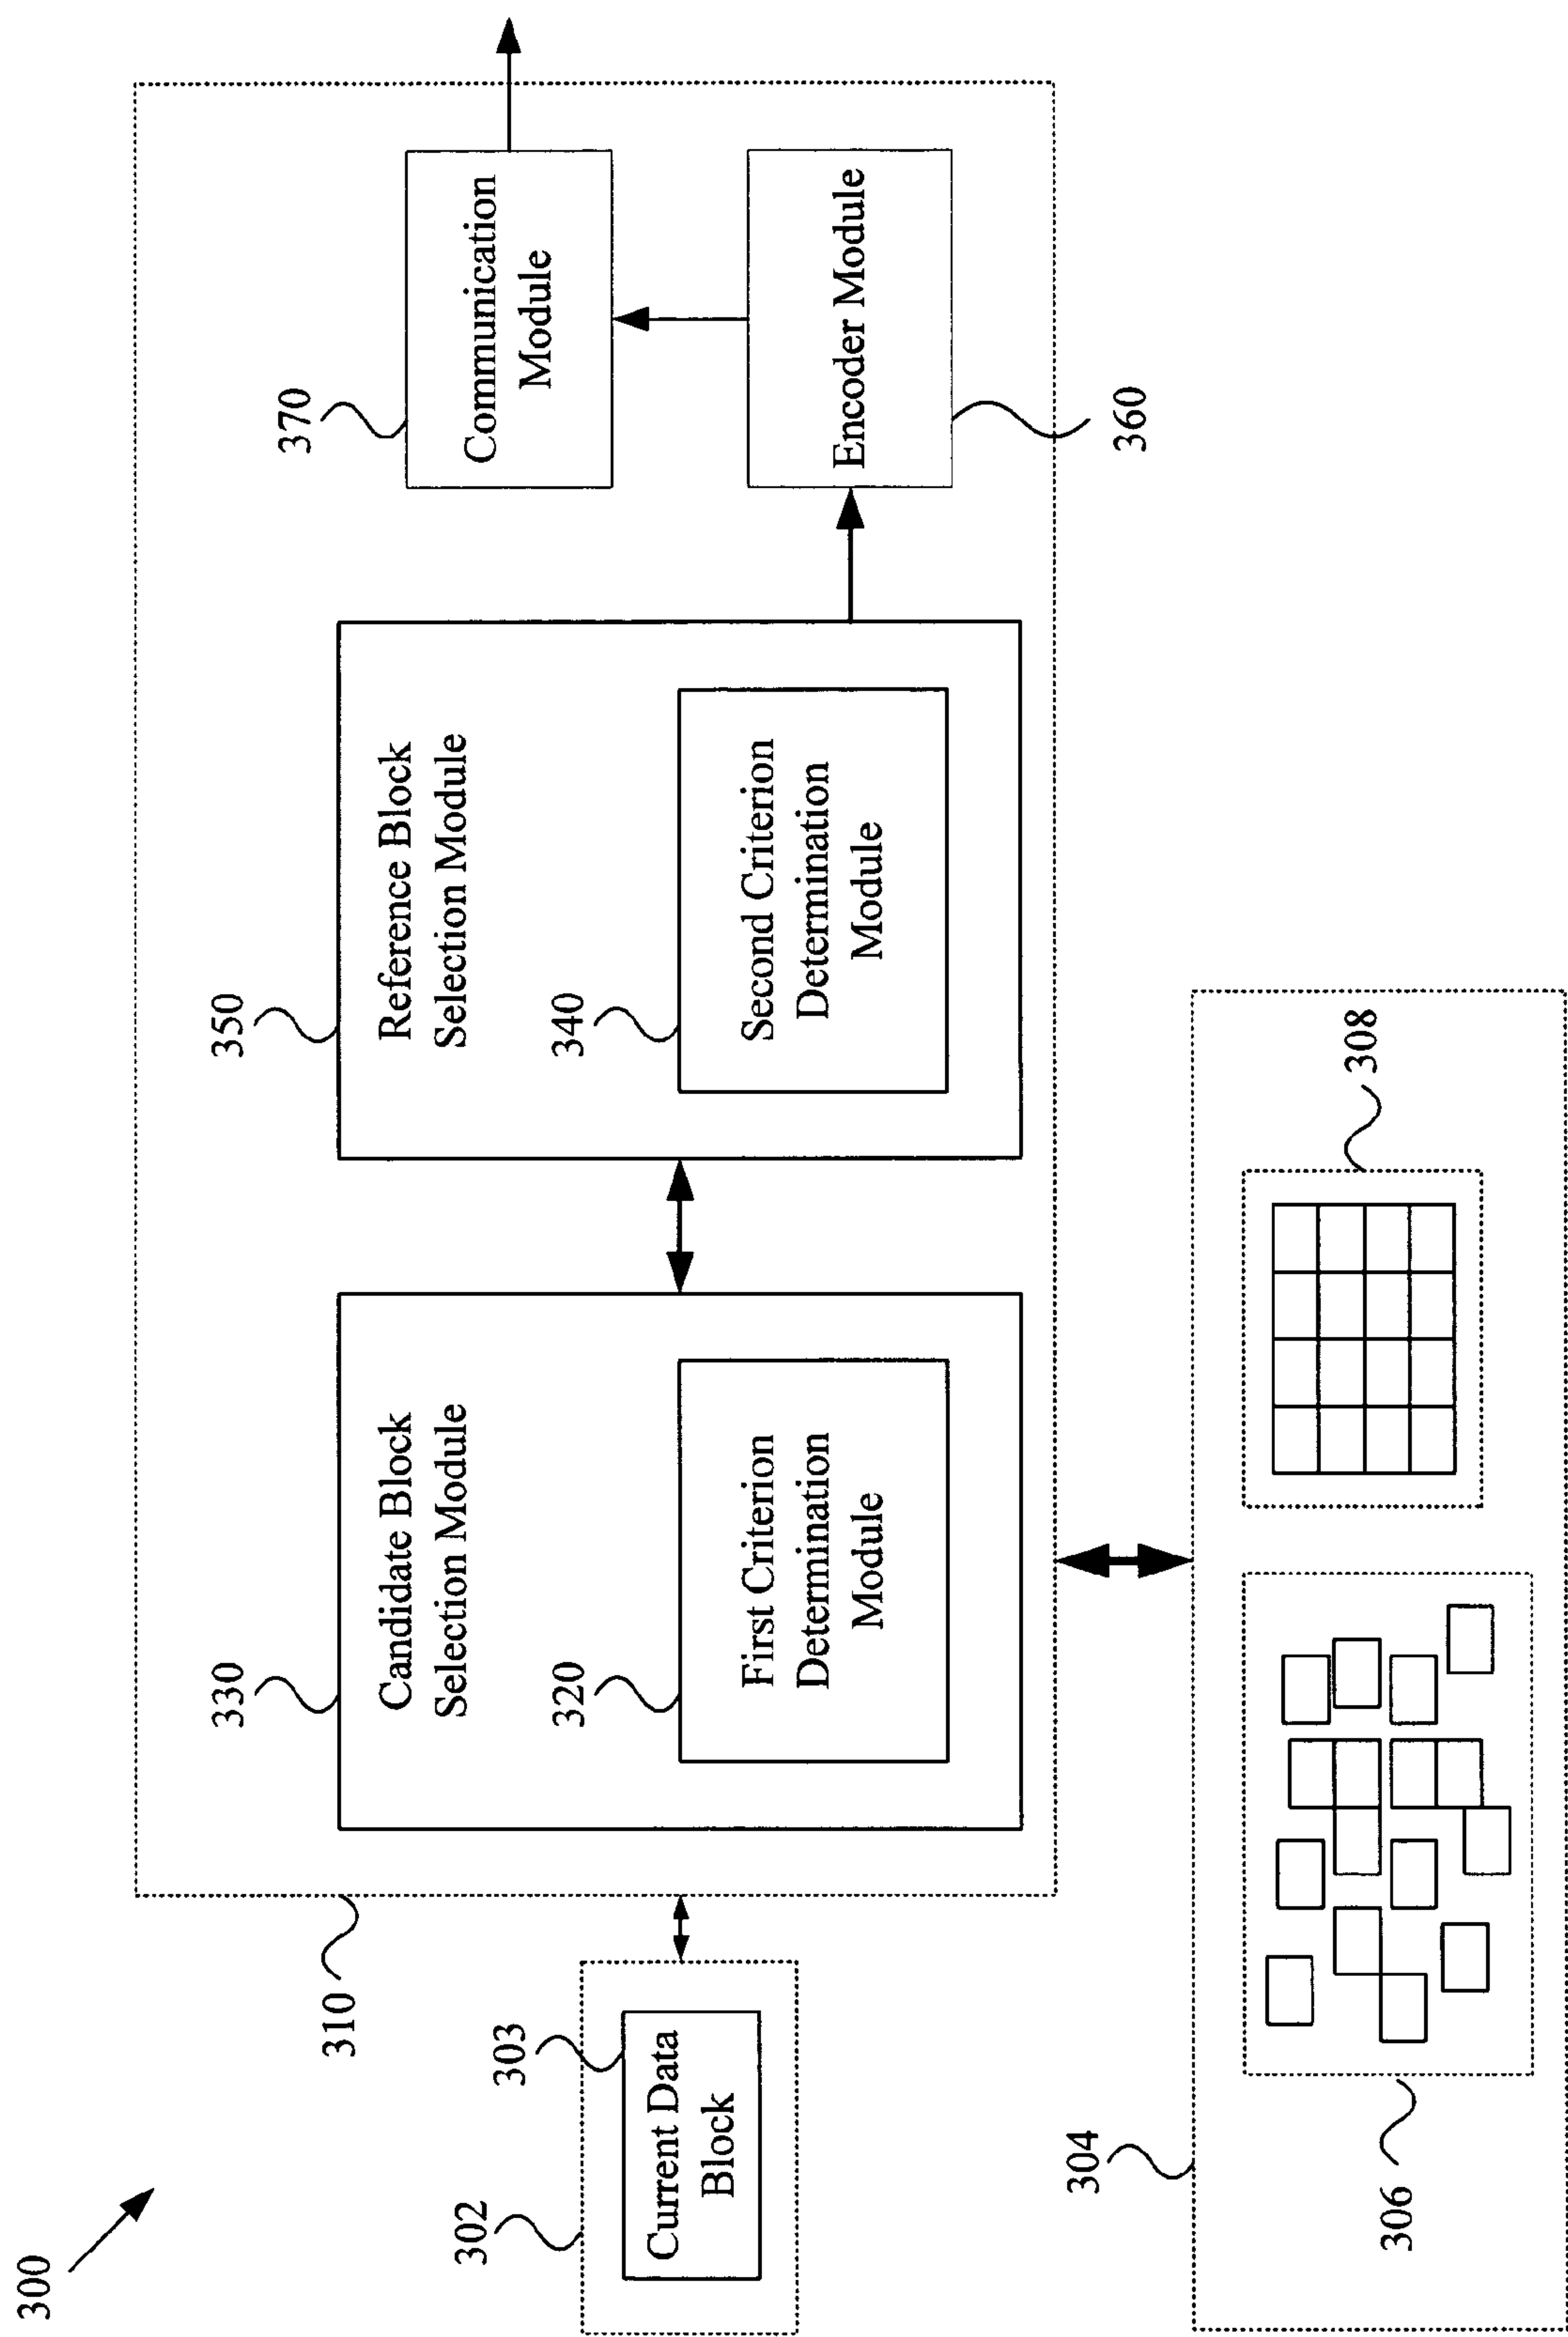 300
310
302
303
Current Data
Block
330
Candidate Block
Selection Module
320
First Criterion
Determination
Module
350
Reference Block
Selection Module
340
Second Criterion
Determination
Module
370
Communication
Module
Encoder Module
360
304
306
308